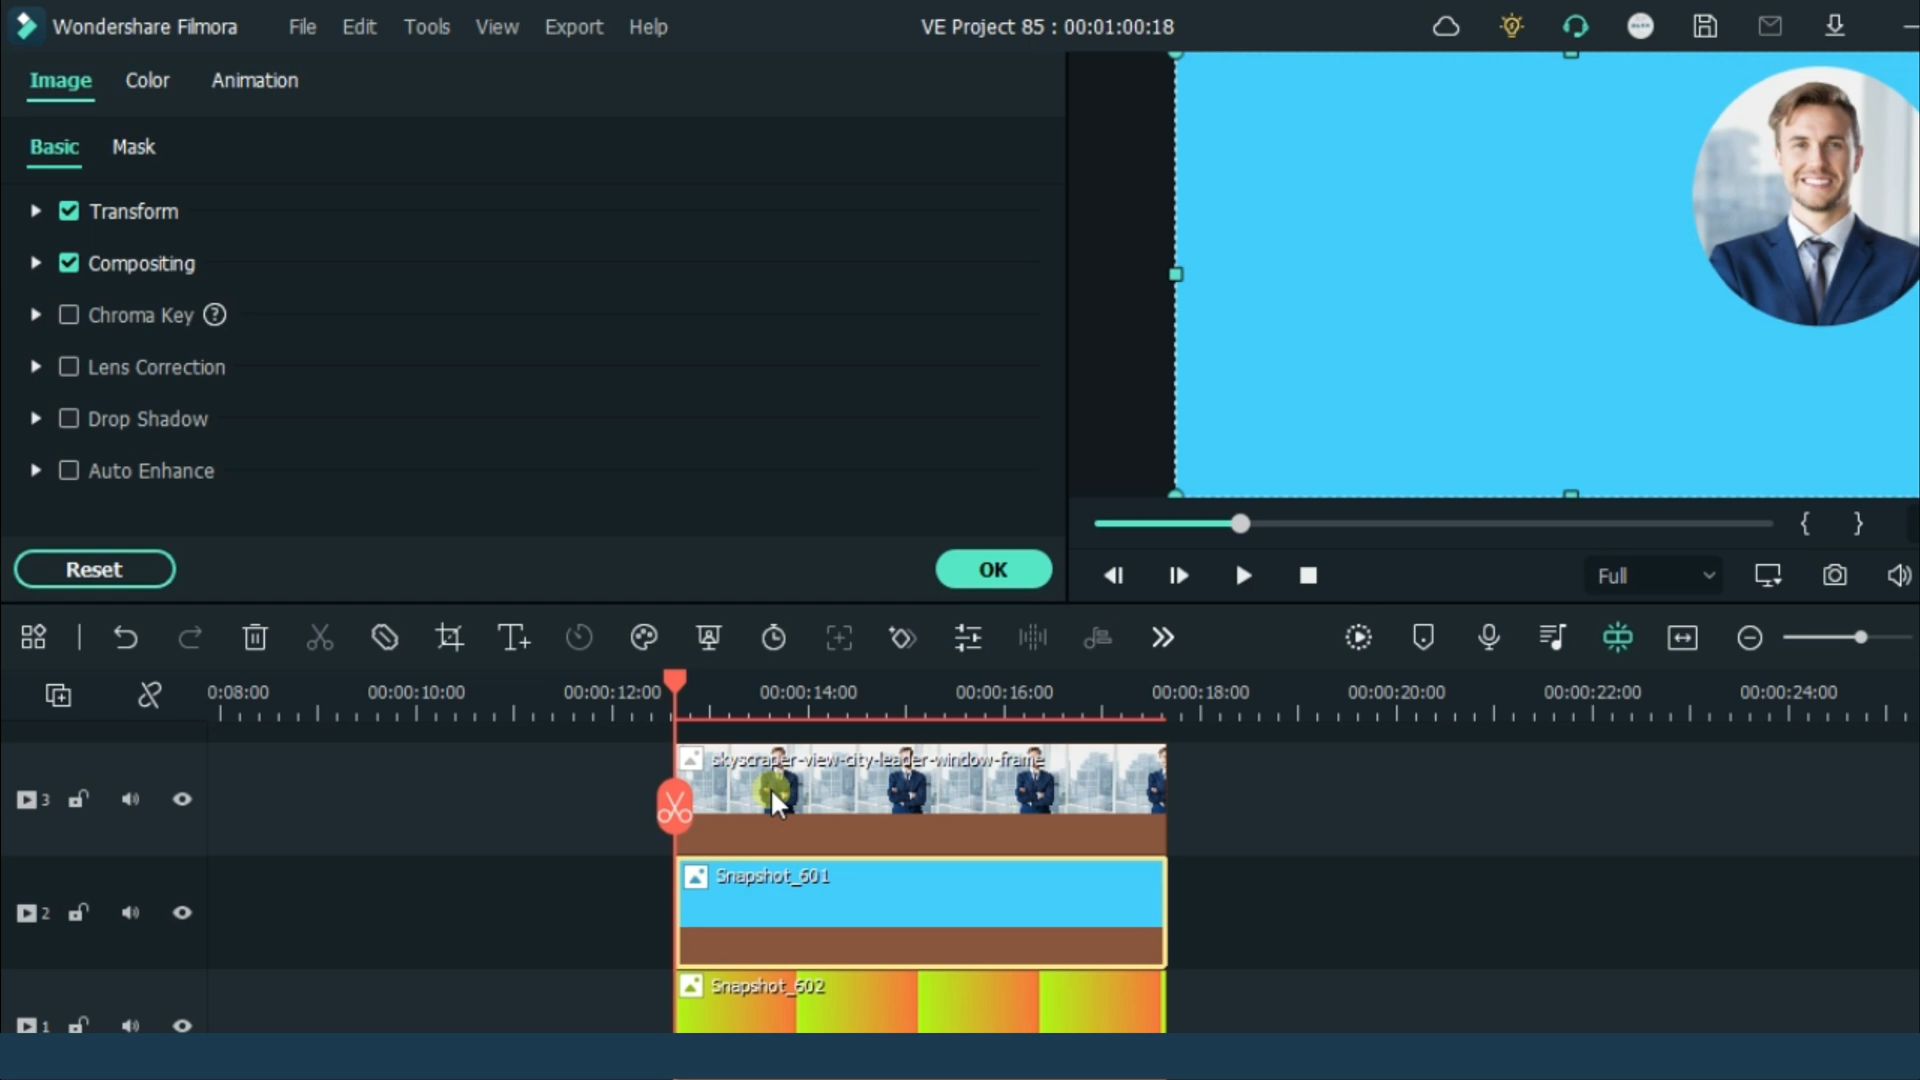 Wondershare Filmora File Edit Tools View Export Help VE Project 85 : 00:01:00:18
Image Color Animation
Basic Mask
Transform
Compositing
Chroma Key ?
Lens Correction
Drop Shadow
Auto Enhance
Reset OK
{ }
Full
0:08:00 00:00:10:00 00:00:12:00 00:00:14:00 00:00:16:00 00:00:18:00 00:00:20:00 00:00:22:00 00:00:24:00
skyscraper-view-city-leader-window-frame
3
Snapshot_601
2
Snapshot_602
1